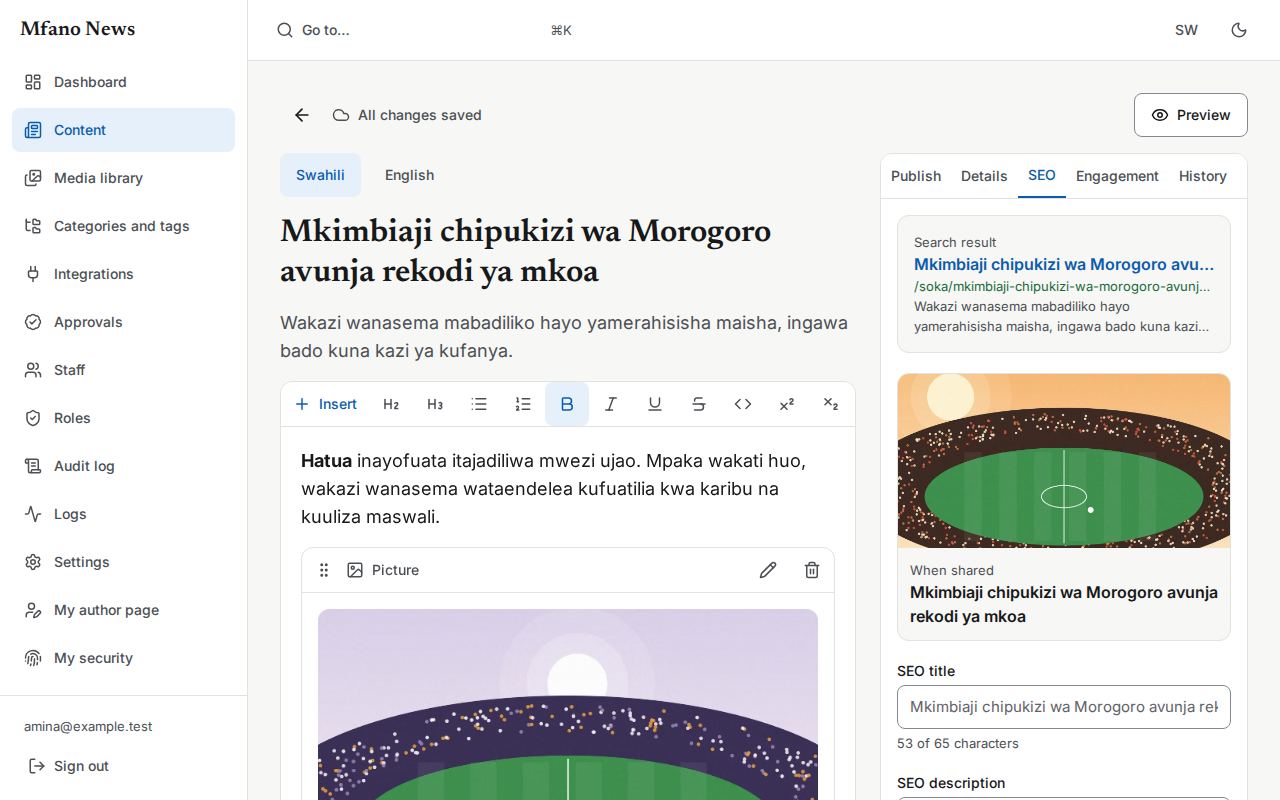 Mfano News
Go to...
⌘K
SW
Dashboard
Content
Media library
Categories and tags
Integrations
Approvals
Staff
Roles
Audit log
Logs
Settings
My author page
My security
amina@example.test
Sign out
All changes saved
Preview
Swahili
English
Mkimbiaji chipukizi wa Morogoro
avunja rekodi ya mkoa
Wakazi wanasema mabadiliko hayo yamerahisisha maisha, ingawa
bado kuna kazi ya kufanya.
Insert H2 H3 B I U S x² x₂
Hatua inayofuata itajadiliwa mwezi ujao. Mpaka wakati huo,
wakazi wanasema wataendelea kufuatilia kwa karibu na
kuuliza maswali.
Picture
Publish Details SEO Engagement History
Search result
Mkimbiaji chipukizi wa Morogoro avu...
/soka/mkimbiaji-chipukizi-wa-morogoro-avunj...
Wakazi wanasema mabadiliko hayo
yamerahisisha maisha, ingawa bado kuna kazi...
When shared
Mkimbiaji chipukizi wa Morogoro avunja
rekodi ya mkoa
SEO title
Mkimbiaji chipukizi wa Morogoro avunja rek
53 of 65 characters
SEO description